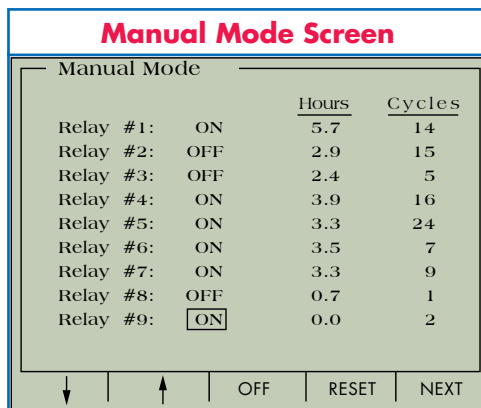 Manual Mode Screen
Manual Mode
Hours Cycles
Relay #1: ON 5.7 14
Relay #2: OFF 2.9 15
Relay #3: OFF 2.4 5
Relay #4: ON 3.9 16
Relay #5: ON 3.3 24
Relay #6: ON 3.5 7
Relay #7: ON 3.3 9
Relay #8: OFF 0.7 1
Relay #9: ON 0.0 2
OFF RESET NEXT